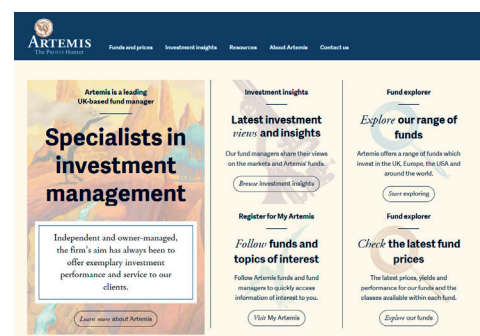 ARTEMIS
The Profit Hunter
Funds and prices
Investment insights
Resources
About Artemis
Contact us
Artemis is a leading
UK-based fund manager
Specialists in
investment
management
Independent and owner-managed,
the firm's aim has always been to
offer exemplary investment
performance and service to our
clients.
Learn more about Artemis
Investment insights
Latest investment
views and insights
Our fund managers share their views
on the markets and Artemis' funds.
Browse investment insights
Register for My Artemis
Follow funds and
topics of interest
Follow Artemis funds and fund
managers to quickly access
information of interest to you.
Visit My Artemis
Fund explorer
Explore our range of
funds
Artemis offers a range of funds which
invest in the UK, Europe, the USA and
around the world.
Start exploring
Fund explorer
Check the latest fund
prices
The latest prices, yields and
performance for our funds and the
classes available within each fund.
Explore our funds